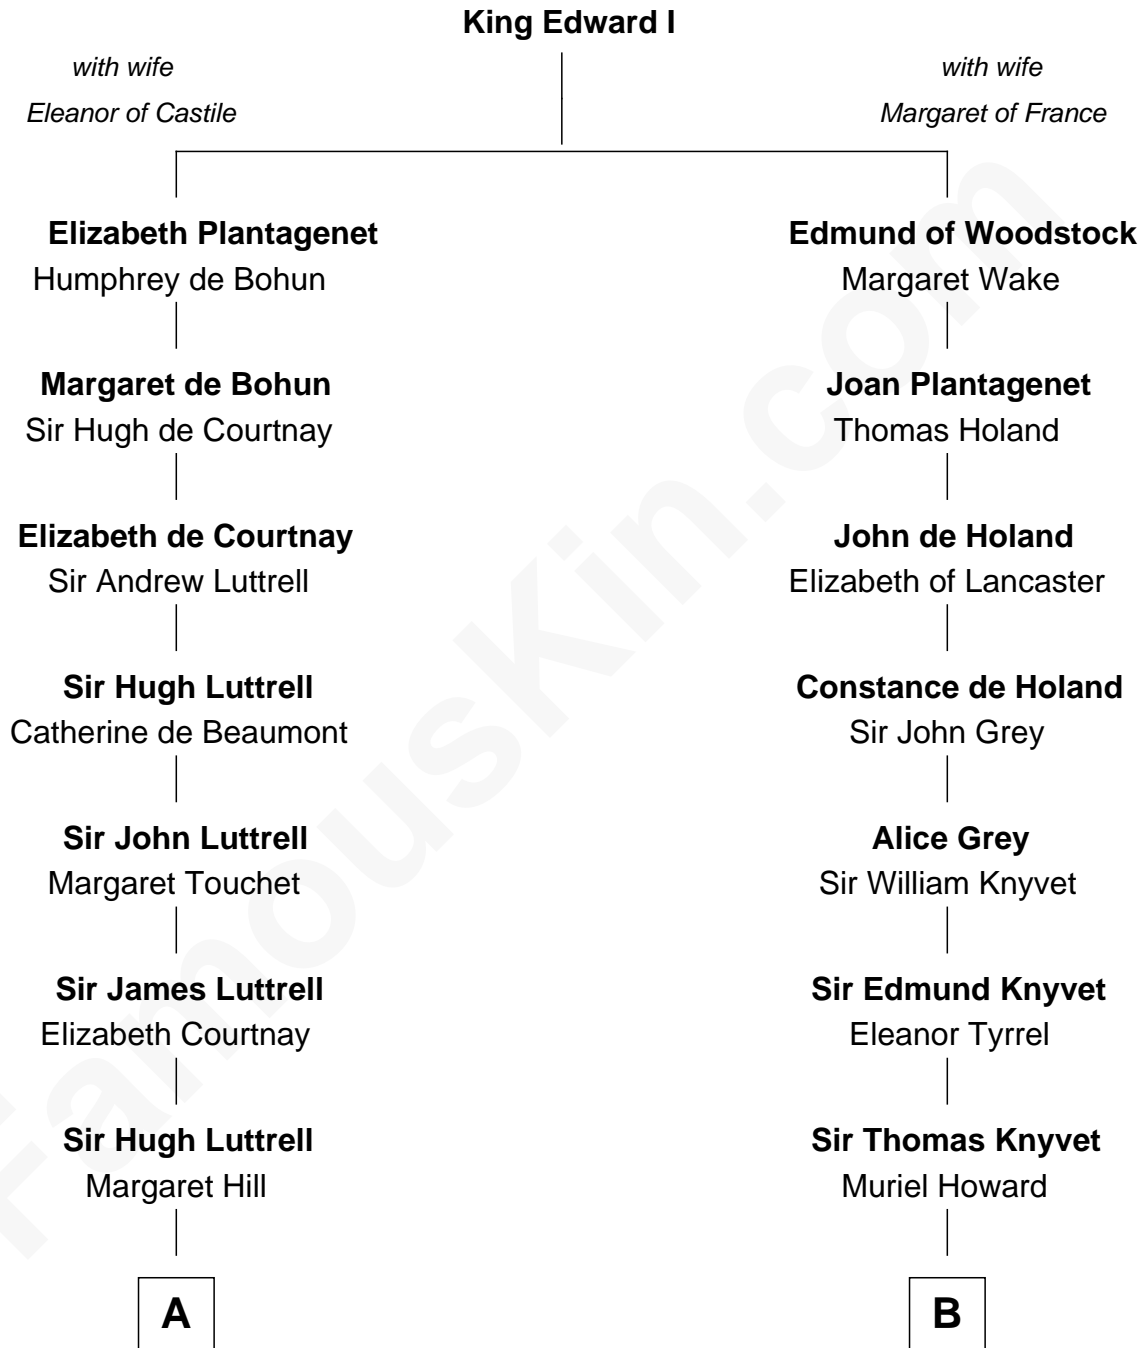 King Edward I
with wife
Eleanor of Castile
with wife
Margaret of France
Elizabeth Plantagenet
Humphrey de Bohun
Edmund of Woodstock
Margaret Wake
Margaret de Bohun
Sir Hugh de Courtnay
Joan Plantagenet
Thomas Holand
Elizabeth de Courtnay
Sir Andrew Luttrell
John de Holand
Elizabeth of Lancaster
Sir Hugh Luttrell
Catherine de Beaumont
Constance de Holand
Sir John Grey
Sir John Luttrell
Margaret Touchet
Alice Grey
Sir William Knyvet
Sir James Luttrell
Elizabeth Courtnay
Sir Edmund Knyvet
Eleanor Tyrrel
Sir Hugh Luttrell
Margaret Hill
Sir Thomas Knyvet
Muriel Howard
A
B
FamousKin.com